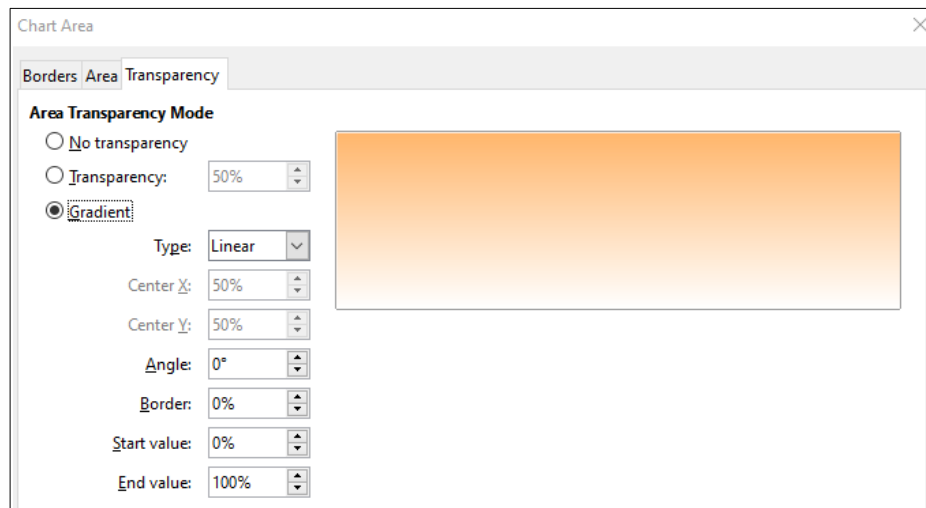 Chart Area
Borders Area Transparency
Area Transparency Mode
No transparency
Transparency: 50%
Gradient
Type: Linear
Center X: 50%
Center Y: 50%
Angle: 0°
Border: 0%
Start value: 0%
End value: 100%